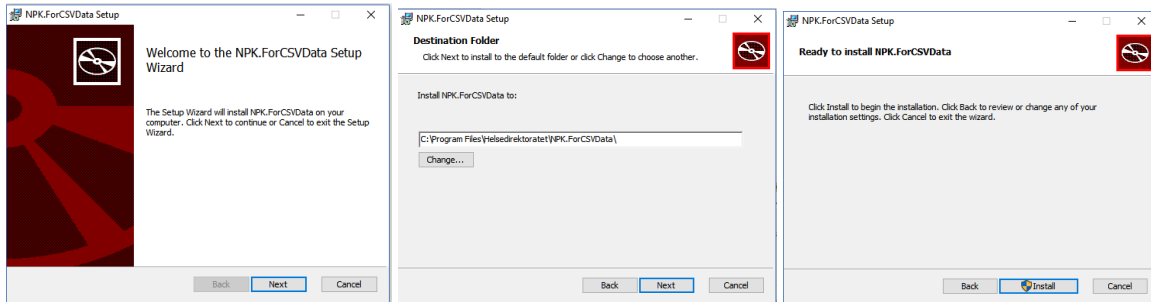 NPK.ForCSVData Setup
Welcome to the NPK.ForCSVData Setup
Wizard
The Setup Wizard will install NPK.ForCSVData on your
computer. Click Next to continue or Cancel to exit the Setup
Wizard.
Back
Next
Cancel
NPK.ForCSVData Setup
Destination Folder
Click Next to install to the default folder or click Change to choose another.
Install NPK.ForCSVData to:
C:\Program Files\Helsedirektoratet\NPK.ForCSVData\
Change...
Back
Next
Cancel
NPK.ForCSVData Setup
Ready to install NPK.ForCSVData
Click Install to begin the installation. Click Back to review or change any of your
installation settings. Click Cancel to exit the wizard.
Back
Install
Cancel